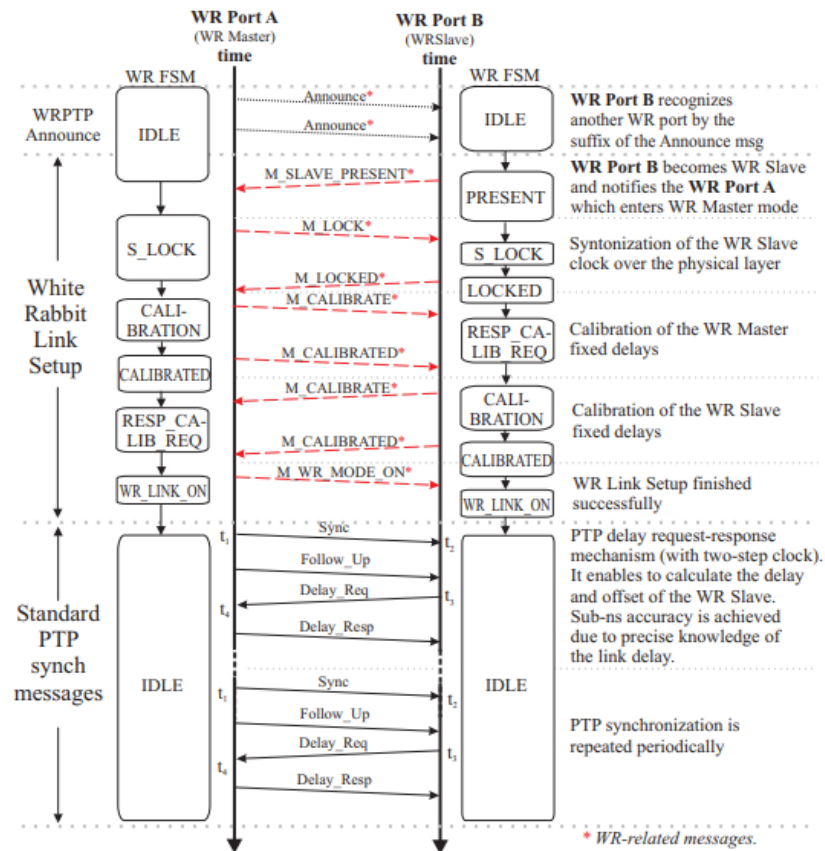 WR Port A
(WR Master)
time
WR Port B
(WRSlave)
time
WR FSM
WR FSM
WRPTP
Announce
IDLE
Announce*
Announce*
IDLE
WR Port B recognizes
another WR port by the
suffix of the Announce msg
White
Rabbit
Link
Setup
M_SLAVE_PRESENT*
PRESENT
WR Port B becomes WR Slave
and notifies the WR Port A
which enters WR Master mode
S_LOCK
M_LOCK*
S_LOCK
Syntonization of the WR Slave
clock over the physical layer
M_LOCKED*
LOCKED
CALI-
BRATION
M_CALIBRATE*
RESP_CA-
LIB_REQ
Calibration of the WR Master
fixed delays
CALIBRATED
M_CALIBRATED*
M_CALIBRATE*
CALI-
BRATION
Calibration of the WR Slave
fixed delays
RESP_CA-
LIB_REQ
M_CALIBRATED*
CALIBRATED
WR_LINK_ON
M_WR_MODE_ON*
WR_LINK_ON
WR Link Setup finished
successfully
Standard
PTP
synch
messages
IDLE
t1
Sync
t2
Follow_Up
Delay_Req
t3
t4
Delay_Resp
IDLE
PTP delay request-response
mechanism (with two-step clock).
It enables to calculate the delay
and offset of the WR Slave.
Sub-ns accuracy is achieved
due to precise knowledge of
the link delay.
t1
Sync
t2
Follow_Up
Delay_Req
t3
t4
Delay_Resp
PTP synchronization is
repeated periodically
* WR-related messages.